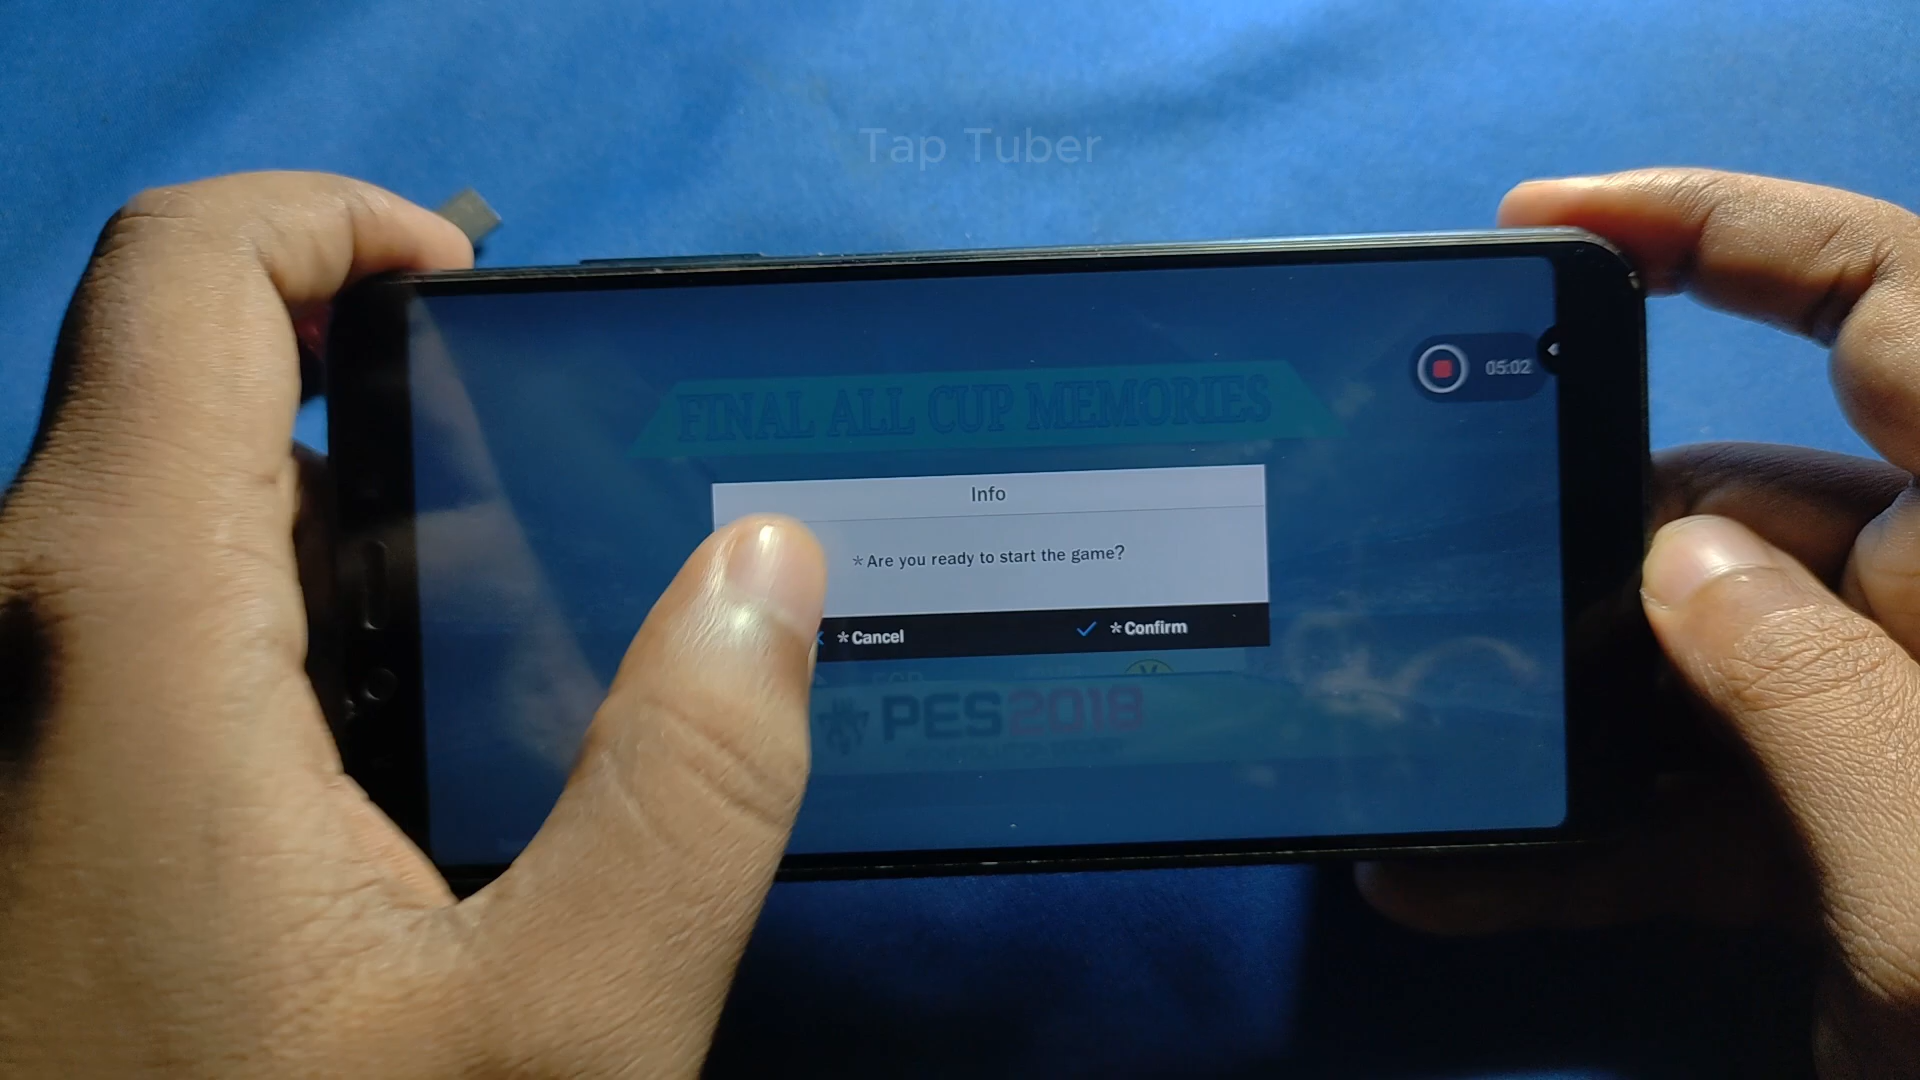 Tap Tuber
05:02
FINAL ALL CUP MEMORIES
Info
*Are you ready to start the game?
*Cancel
*Confirm
PES2018